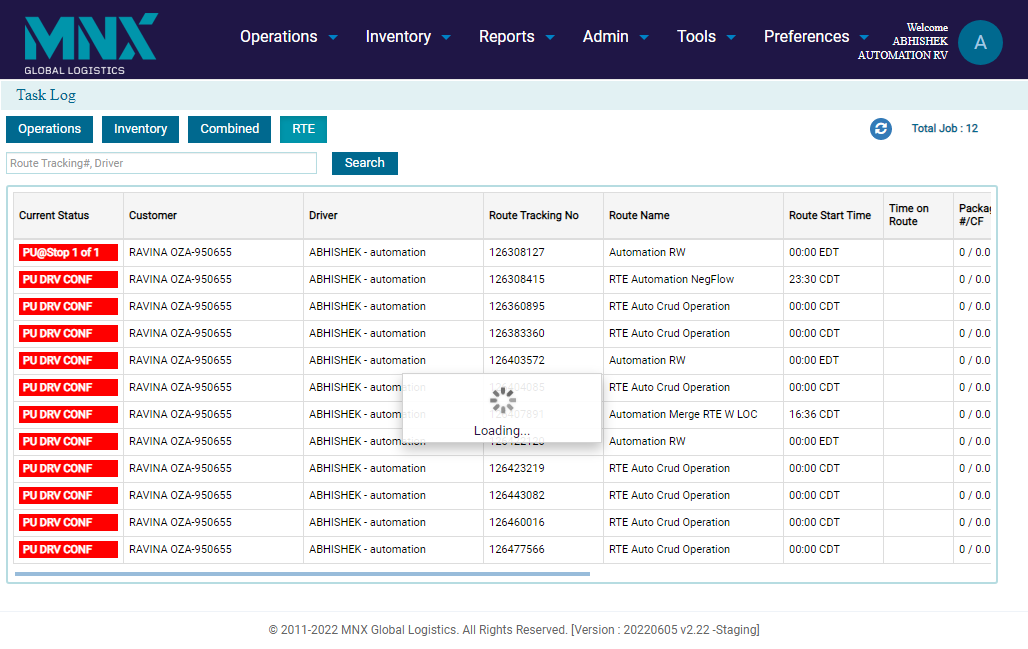 MNX
GLOBAL LOGISTICS
Operations Inventory Reports Admin Tools Preferences
Welcome
ABHISHEK
AUTOMATION RV
A
Task Log
Operations Inventory Combined RTE Total Job : 12
Route Tracking#, Driver Search
Current Status Customer Driver Route Tracking No Route Name Route Start Time Time on Route #/CF
PU@Stop 1 of 1 RAVINA OZA-950655 ABHISHEK - automation 126308127 Automation RW 00:00 EDT 0 / 0.0
PU DRV CONF RAVINA OZA-950655 ABHISHEK - automation 126308415 RTE Automation NegFlow 23:30 CDT 0 / 0.0
PU DRV CONF RAVINA OZA-950655 ABHISHEK - automation 126360895 RTE Auto Crud Operation 00:00 CDT 0 / 0.0
PU DRV CONF RAVINA OZA-950655 ABHISHEK - automation 126383360 RTE Auto Crud Operation 00:00 CDT 0 / 0.0
PU DRV CONF RAVINA OZA-950655 ABHISHEK - automation 126403572 Automation RW 00:00 EDT 0 / 0.0
PU DRV CONF RAVINA OZA-950655 ABHISHEK - automation RTE Auto Crud Operation 00:00 CDT 0 / 0.0
PU DRV CONF RAVINA OZA-950655 ABHISHEK - automation Automation Merge RTE W LOC 16:36 CDT 0 / 0.0
Loading...
PU DRV CONF RAVINA OZA-950655 ABHISHEK - automation Automation RW 00:00 EDT 0 / 0.0
PU DRV CONF RAVINA OZA-950655 ABHISHEK - automation 126423219 RTE Auto Crud Operation 00:00 CDT 0 / 0.0
PU DRV CONF RAVINA OZA-950655 ABHISHEK - automation 126443082 RTE Auto Crud Operation 00:00 CDT 0 / 0.0
PU DRV CONF RAVINA OZA-950655 ABHISHEK - automation 126460016 RTE Auto Crud Operation 00:00 CDT 0 / 0.0
PU DRV CONF RAVINA OZA-950655 ABHISHEK - automation 126477566 RTE Auto Crud Operation 00:00 CDT 0 / 0.0
© 2011-2022 MNX Global Logistics. All Rights Reserved. [Version : 20220605 v2.22 -Staging]